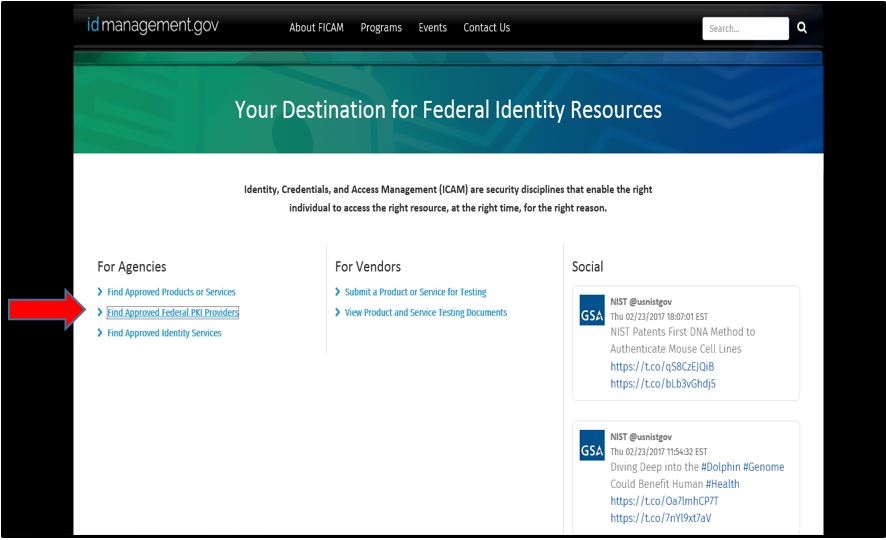 idmanagement.gov
About FICAM Programs Events Contact Us
Search...
Your Destination for Federal Identity Resources
Identity, Credentials, and Access Management (ICAM) are security disciplines that enable the right
individual to access the right resource, at the right time, for the right reason.
For Agencies
Find Approved Products or Services
Find Approved Federal PKI Providers
Find Approved Identity Services
For Vendors
Submit a Product or Service for Testing
View Product and Service Testing Documents
Social
GSA
NIST @usnistgov
Thu 02/23/2017 18:07:01 EST
NIST Patents First DNA Method to
Authenticate Mouse Cell Lines
https://t.co/qS8CzEJQiB
https://t.co/bLb3vGhdj5
GSA
NIST @usnistgov
Thu 02/23/2017 11:54:32 EST
Diving Deep into the #Dolphin #Genome
Could Benefit Human #Health
https://t.co/Oa7lmhCP7T
https://t.co/7nYl9xt7aV